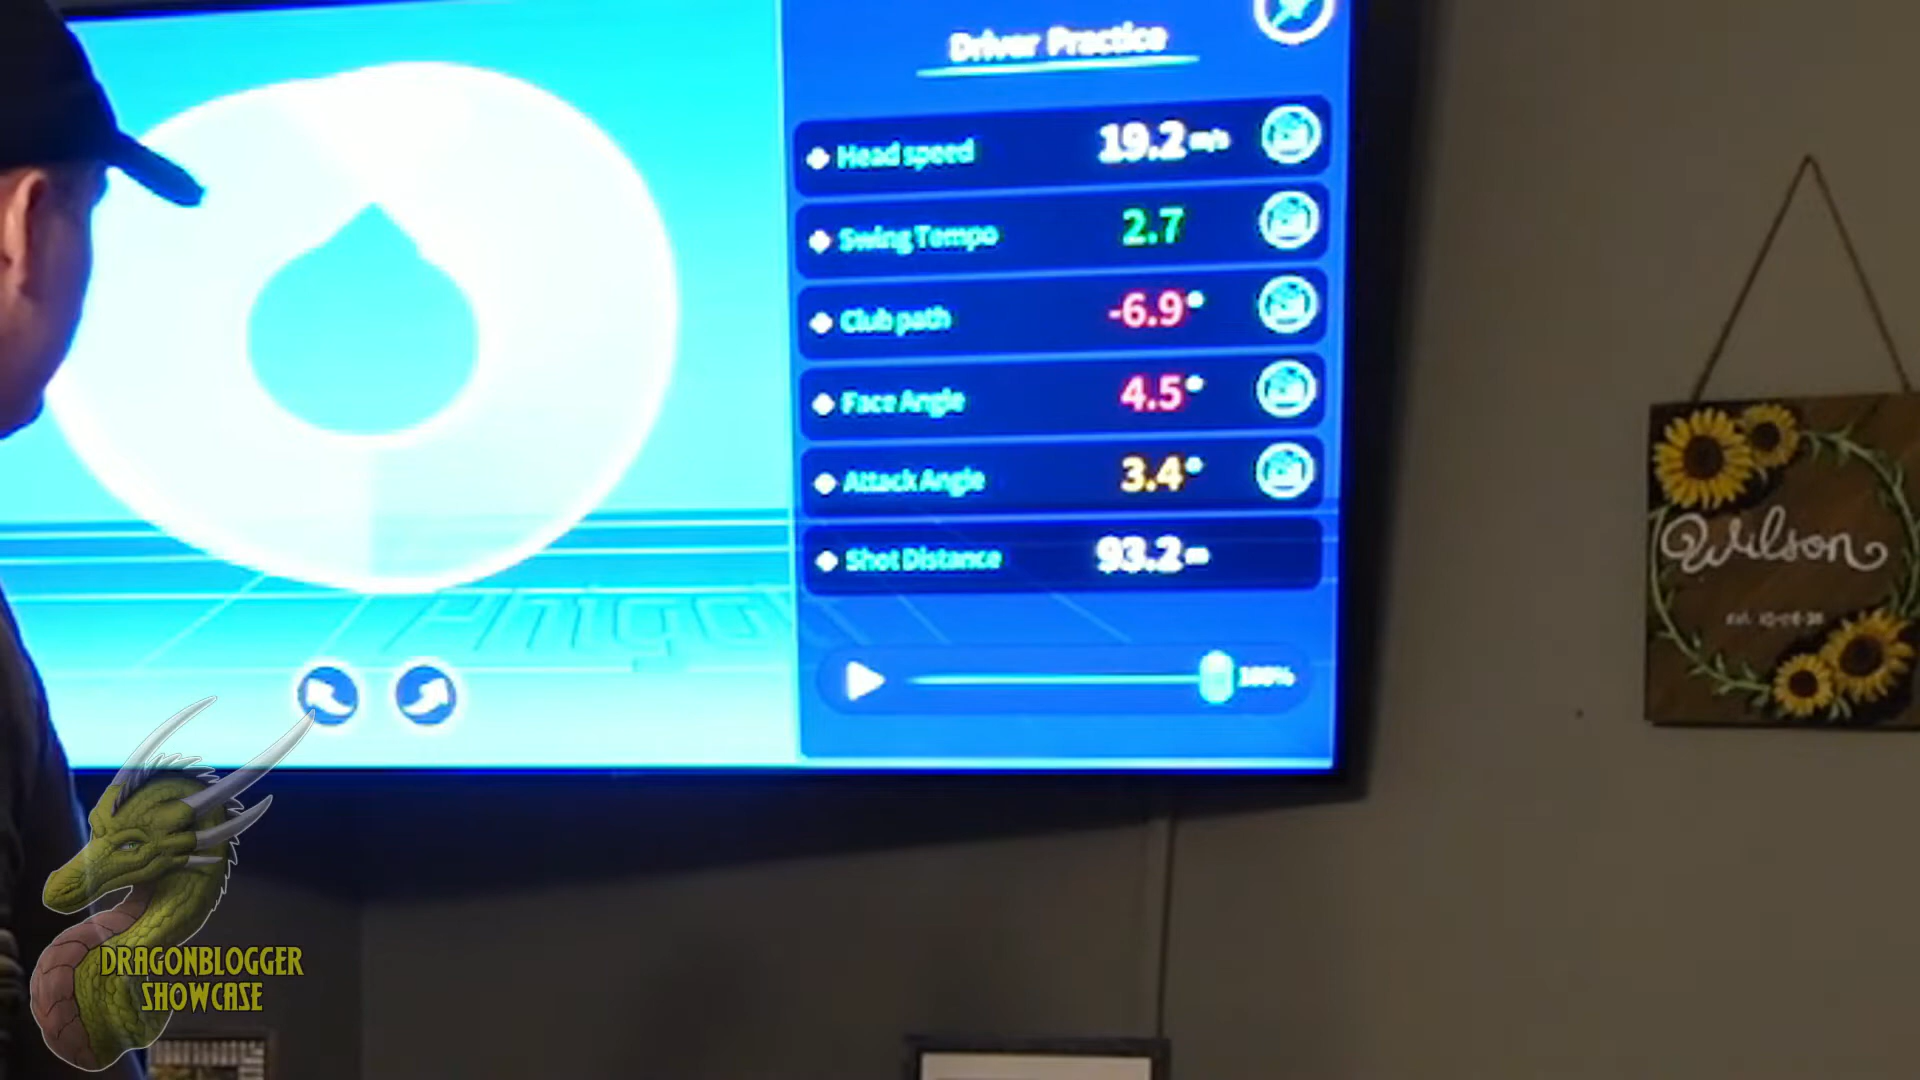 Driver Practice
Head speed 19.2 m/s
Swing Tempo 2.7
Club path -6.9°
Face Angle 4.5°
Attack Angle 3.4°
Shot Distance 93.2 m
Phigolf
100%
Wilson
DRAGONBLOGGER
SHOWCASE